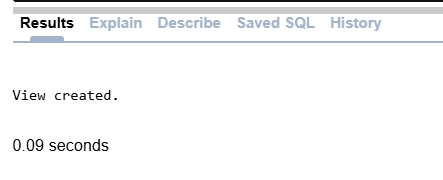 Results Explain Describe Saved SQL History
View created.
0.09 seconds